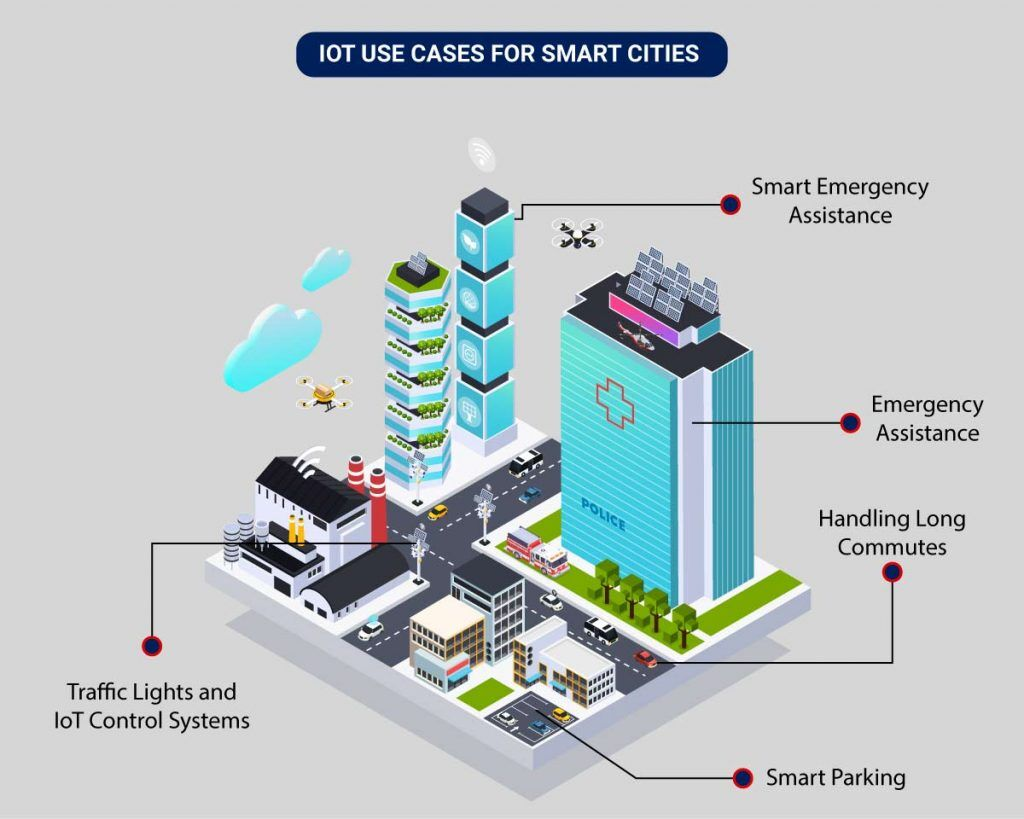 IOT USE CASES FOR SMART CITIES
Smart Emergency
Assistance
Emergency
Assistance
POLICE
Handling Long
Commutes
Traffic Lights and
IoT Control Systems
Smart Parking